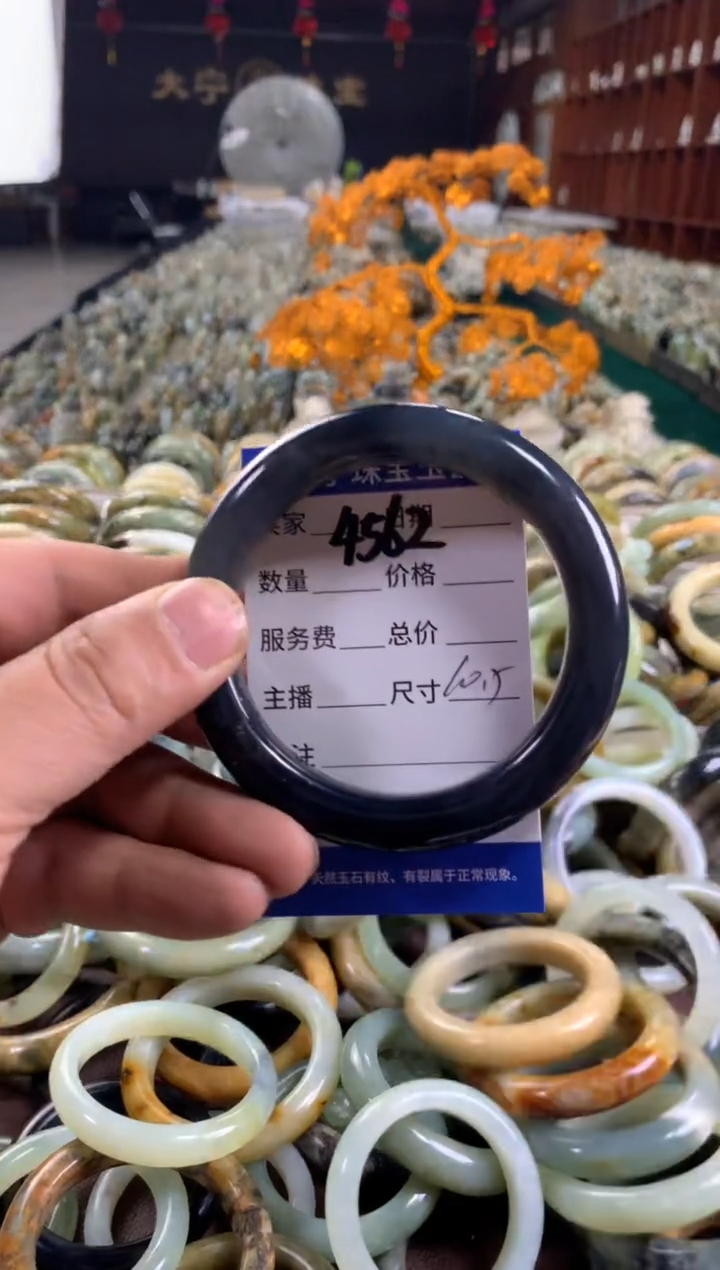 大宁
珠宝玉
家 4562 日期
数量 价格
服务费 总价
主播 尺寸 60.5
注
天然玉石有纹、有裂属于正常现象。